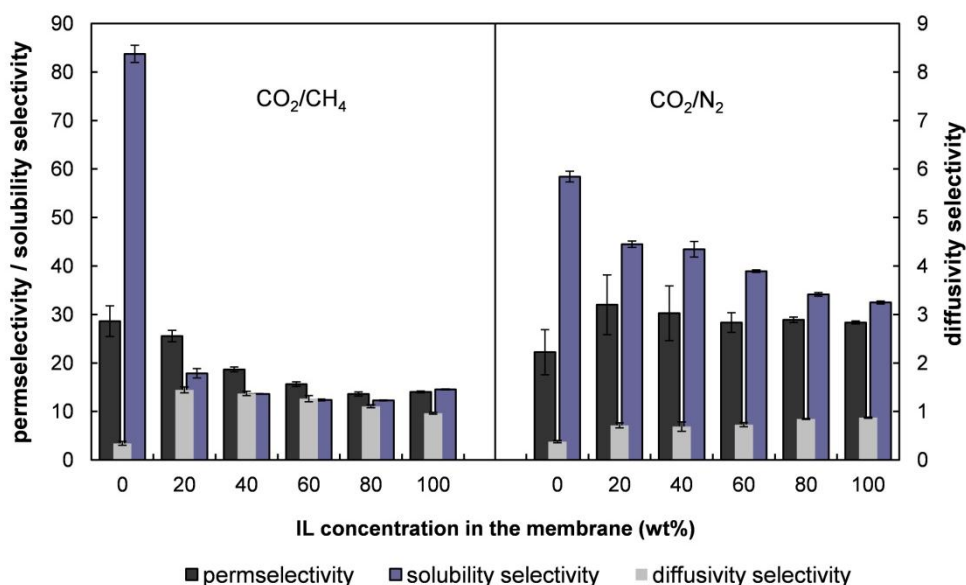 permselectivity / solubility selectivity
90
80
70
60
50
40
30
20
10
0
CO₂/CH₄
CO₂/N₂
9
8
7
6
5
4
3
2
1
0
diffusivity selectivity
0 20 40 60 80 100 0 20 40 60 80 100
IL concentration in the membrane (wt%)
permselectivity solubility selectivity diffusivity selectivity